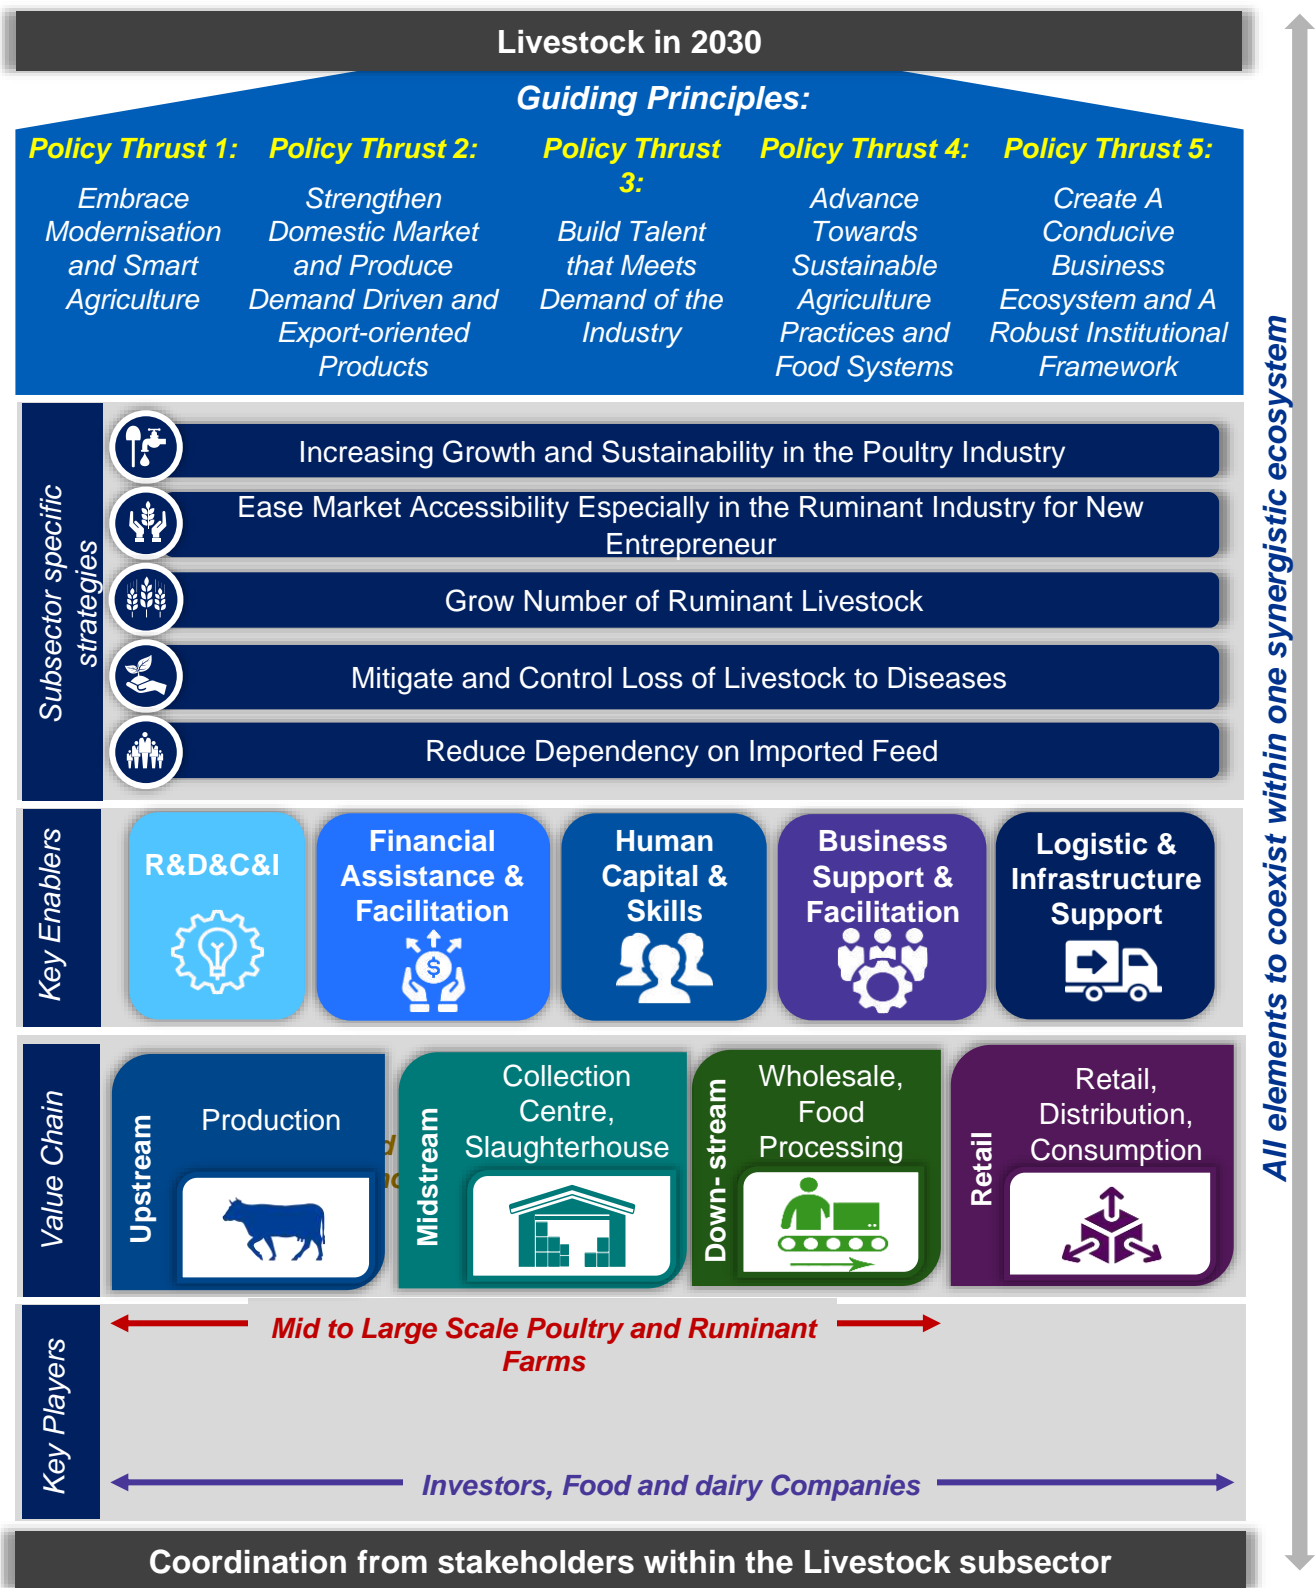 Livestock in 2030
Guiding Principles:
Policy Thrust 1:
Embrace
Modernisation
and Smart
Agriculture
Policy Thrust 2:
Strengthen
Domestic Market
and Produce
Demand Driven and
Export-oriented
Products
Policy Thrust
3:
Build Talent
that Meets
Demand of the
Industry
Policy Thrust 4:
Advance
Towards
Sustainable
Agriculture
Practices and
Food Systems
Policy Thrust 5:
Create A
Conducive
Business
Ecosystem and A
Robust Institutional
Framework
Subsector specific
strategies
Increasing Growth and Sustainability in the Poultry Industry
Ease Market Accessibility Especially in the Ruminant Industry for New
Entrepreneur
Grow Number of Ruminant Livestock
Mitigate and Control Loss of Livestock to Diseases
Reduce Dependency on Imported Feed
Key Enablers
R&D&C&I
Financial
Assistance &
Facilitation
$
Human
Capital &
Skills
Business
Support &
Facilitation
Logistic &
Infrastructure
Support
Value Chain
Upstream
Production
Midstream
Collection
Centre,
Slaughterhouse
Down- stream
Wholesale,
Food
Processing
Retail
Retail,
Distribution,
Consumption
Key Players
Mid to Large Scale Poultry and Ruminant
Farms
Investors, Food and dairy Companies
Coordination from stakeholders within the Livestock subsector
All elements to coexist within one synergistic ecosystem